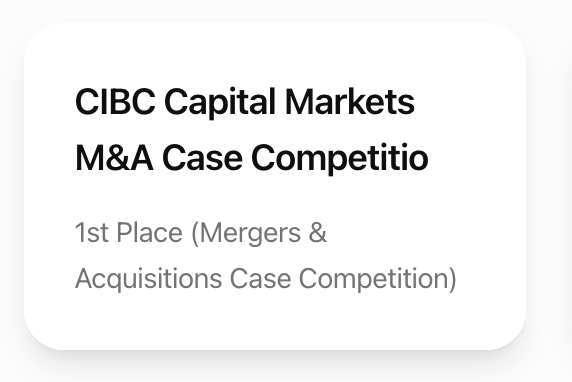 CIBC Capital Markets
M&A Case Competitio
1st Place (Mergers &
Acquisitions Case Competition)